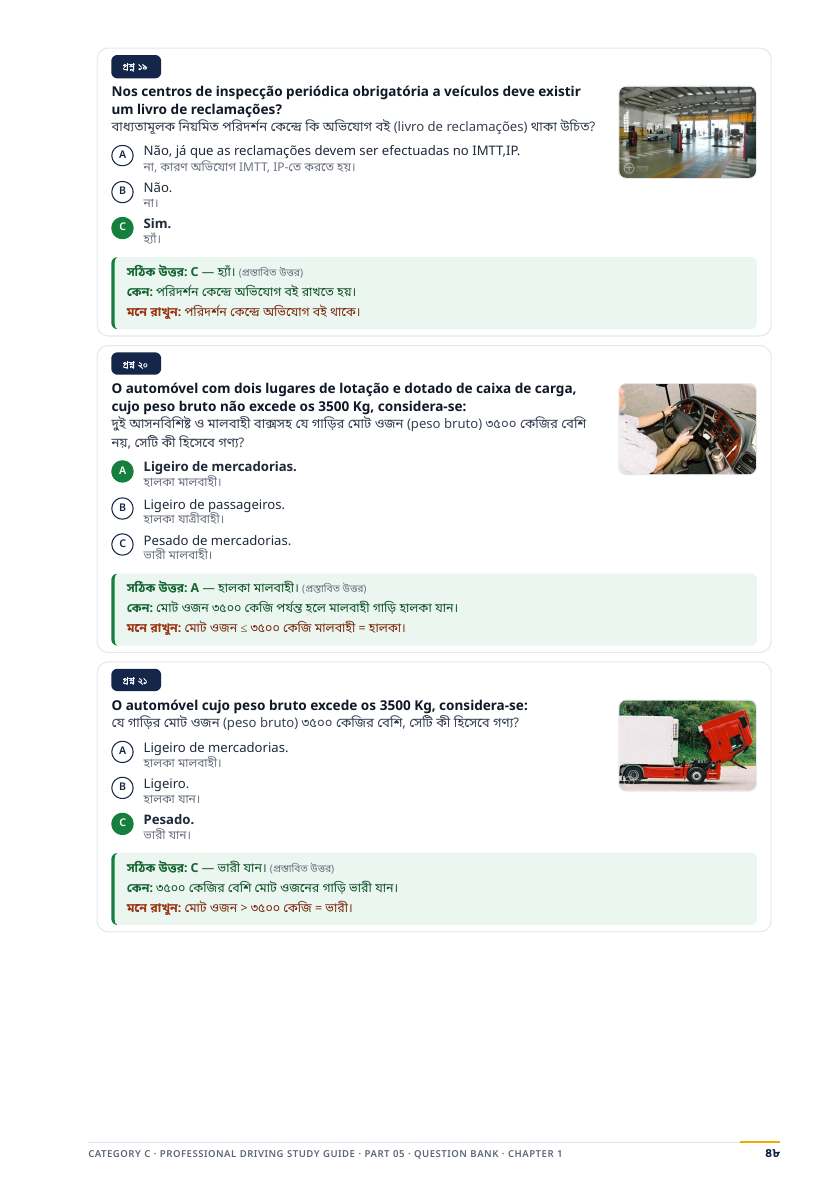 প্রশ্ন ১৯
Nos centros de inspecção periódica obrigatória a veículos deve existir
um livro de reclamações?
বাধ্যতামূলক নিয়মিত পরিদর্শন কেন্দ্রে কি অভিযোগ বই (livro de reclamações) থাকা উচিত?
A Não, já que as reclamações devem ser efectuadas no IMTT,IP.
না, কারণ অভিযোগ IMTT, IP-তে করতে হয়।
B Não.
না।
C Sim.
হ্যাঁ।
সঠিক উত্তর: C — হ্যাঁ। (প্রস্তাবিত উত্তর)
কেন: পরিদর্শন কেন্দ্রে অভিযোগ বই রাখতে হয়।
মনে রাখুন: পরিদর্শন কেন্দ্রে অভিযোগ বই থাকে।
প্রশ্ন ২০
O automóvel com dois lugares de lotação e dotado de caixa de carga,
cujo peso bruto não excede os 3500 Kg, considera-se:
দুই আসনবিশিষ্ট ও মালবাহী বাক্সসহ যে গাড়ির মোট ওজন (peso bruto) ৩৫০০ কেজির বেশি
নয়, সেটি কী হিসেবে গণ্য?
A Ligeiro de mercadorias.
হালকা মালবাহী।
B Ligeiro de passageiros.
হালকা যাত্রীবাহী।
C Pesado de mercadorias.
ভারী মালবাহী।
সঠিক উত্তর: A — হালকা মালবাহী। (প্রস্তাবিত উত্তর)
কেন: মোট ওজন ৩৫০০ কেজি পর্যন্ত হলে মালবাহী গাড়ি হালকা যান।
মনে রাখুন: মোট ওজন ≤ ৩৫০০ কেজি মালবাহী = হালকা।
প্রশ্ন ২১
O automóvel cujo peso bruto excede os 3500 Kg, considera-se:
যে গাড়ির মোট ওজন (peso bruto) ৩৫০০ কেজির বেশি, সেটি কী হিসেবে গণ্য?
A Ligeiro de mercadorias.
হালকা মালবাহী।
B Ligeiro.
হালকা যান।
C Pesado.
ভারী যান।
সঠিক উত্তর: C — ভারী যান। (প্রস্তাবিত উত্তর)
কেন: ৩৫০০ কেজির বেশি মোট ওজনের গাড়ি ভারী যান।
মনে রাখুন: মোট ওজন > ৩৫০০ কেজি = ভারী।
CATEGORY C · PROFESSIONAL DRIVING STUDY GUIDE · PART 05 · QUESTION BANK · CHAPTER 1 ৪৮